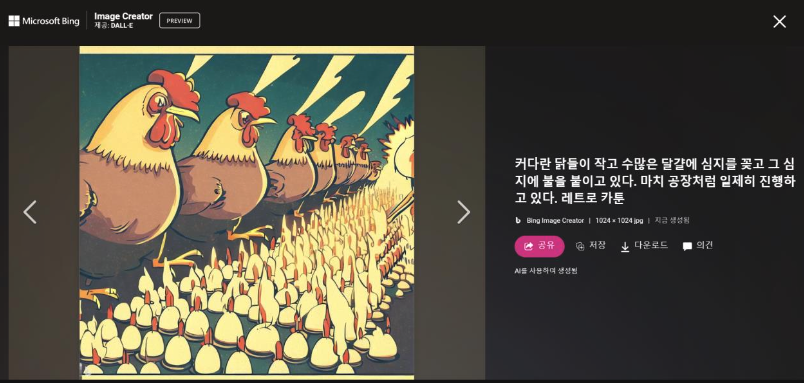 Microsoft Bing
Image Creator
제공: DALL·E
PREVIEW
커다란 닭들이 작고 수많은 달걀에 심지를 꽂고 그 심
지에 불을 붙이고 있다. 마치 공장처럼 일제히 진행하
고 있다. 레트로 카툰
Bing Image Creator | 1024 × 1024 jpg | 지금 생성됨
공유 저장 다운로드 의견
AI를 사용하여 생성됨